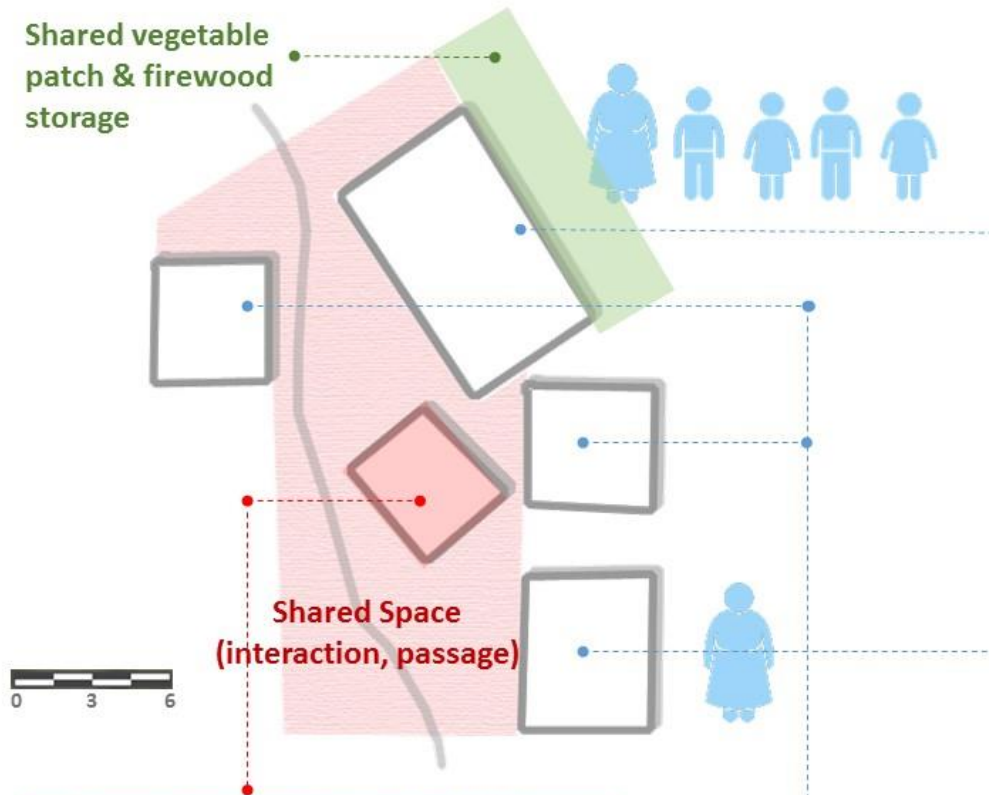 Shared vegetable
patch & firewood
storage
Shared Space
(interaction, passage)
0 3 6